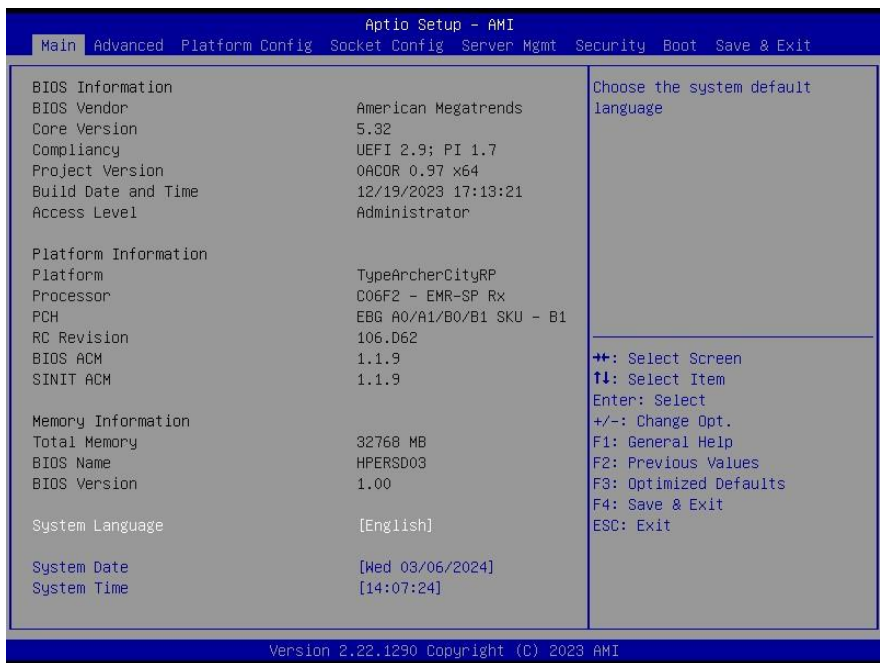 Aptio Setup - AMI
Main Advanced Platform Config Socket Config Server Mgmt Security Boot Save & Exit
BIOS Information
BIOS Vendor American Megatrends
Core Version 5.32
Compliancy UEFI 2.9; PI 1.7
Project Version 0ACOR 0.97 x64
Build Date and Time 12/19/2023 17:13:21
Access Level Administrator
Platform Information
Platform TypeArcherCityRP
Processor C06F2 - EMR-SP Rx
PCH EBG A0/A1/B0/B1 SKU - B1
RC Revision 106.D62
BIOS ACM 1.1.9
SINIT ACM 1.1.9
Memory Information
Total Memory 32768 MB
BIOS Name HPERSD03
BIOS Version 1.00
System Language [English]
System Date [Wed 03/06/2024]
System Time [14:07:24]
Choose the system default
language
→←: Select Screen
↑↓: Select Item
Enter: Select
+/-: Change Opt.
F1: General Help
F2: Previous Values
F3: Optimized Defaults
F4: Save & Exit
ESC: Exit
Version 2.22.1290 Copyright (C) 2023 AMI